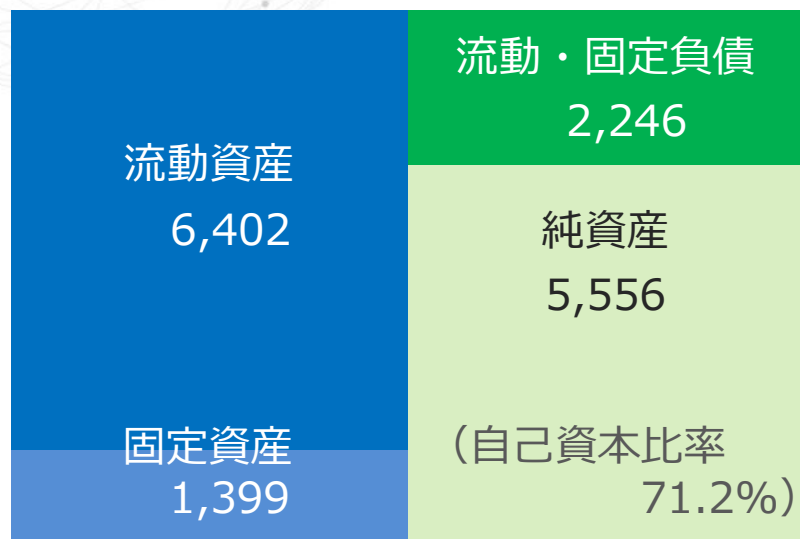 流動資産
6,402
固定資産
1,399
流動・固定負債
2,246
純資産
5,556
（自己資本比率
71.2%）